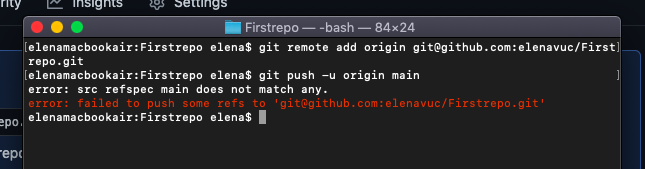 rity Insights Settings
Firstrepo — -bash — 84×24
[elenamacbookair:Firstrepo elena$ git remote add origin git@github.com:elenavuc/First]
repo.git
[elenamacbookair:Firstrepo elena$ git push -u origin main ]
error: src refspec main does not match any.
error: failed to push some refs to 'git@github.com:elenavuc/Firstrepo.git'
elenamacbookair:Firstrepo elena$
epo.
repo